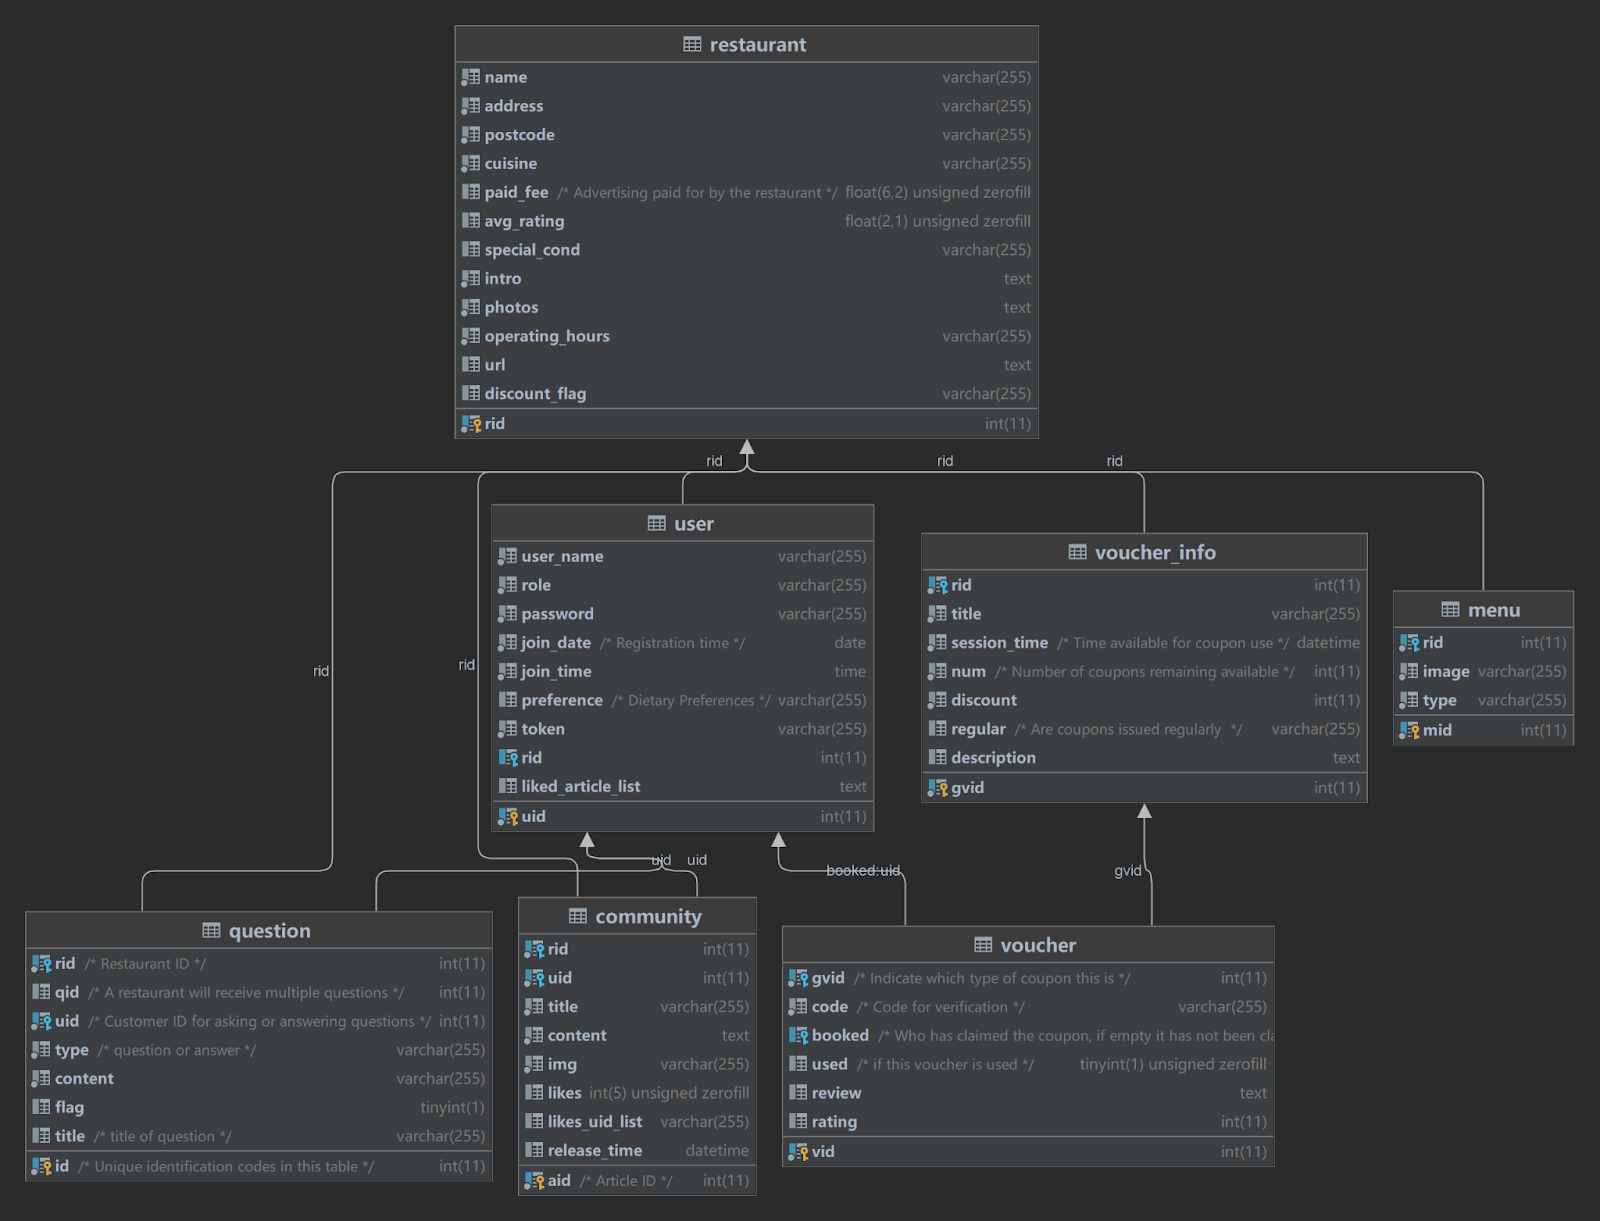 restaurant
name varchar(255)
address varchar(255)
postcode varchar(255)
cuisine varchar(255)
paid_fee /* Advertising paid for by the restaurant */ float(6,2) unsigned zerofill
avg_rating float(2,1) unsigned zerofill
special_cond varchar(255)
intro text
photos text
operating_hours varchar(255)
url text
discount_flag varchar(255)
rid int(11)
rid rid rid
rid
rid
user
user_name varchar(255)
role varchar(255)
password varchar(255)
join_date /* Registration time */ date
join_time time
preference /* Dietary Preferences */ varchar(255)
token varchar(255)
rid int(11)
liked_article_list text
uid int(11)
voucher_info
rid int(11)
title varchar(255)
session_time /* Time available for coupon use */ datetime
num /* Number of coupons remaining available */ int(11)
discount int(11)
regular /* Are coupons issued regularly */ varchar(255)
description text
gvid int(11)
menu
rid int(11)
image varchar(255)
type varchar(255)
mid int(11)
uid uid
booked:uid
gvid
question
rid /* Restaurant ID */ int(11)
qid /* A restaurant will receive multiple questions */ int(11)
uid /* Customer ID for asking or answering questions */ int(11)
type /* question or answer */ varchar(255)
content varchar(255)
flag tinyint(1)
title /* title of question */ varchar(255)
id /* Unique identification codes in this table */ int(11)
community
rid int(11)
uid int(11)
title varchar(255)
content text
img varchar(255)
likes int(5) unsigned zerofill
likes_uid_list varchar(255)
release_time datetime
aid /* Article ID */ int(11)
voucher
gvid /* Indicate which type of coupon this is */ int(11)
code /* Code for verification */ varchar(255)
booked /* Who has claimed the coupon, if empty it has not been cla
used /* if this voucher is used */ tinyint(1) unsigned zerofill
review text
rating int(11)
vid int(11)